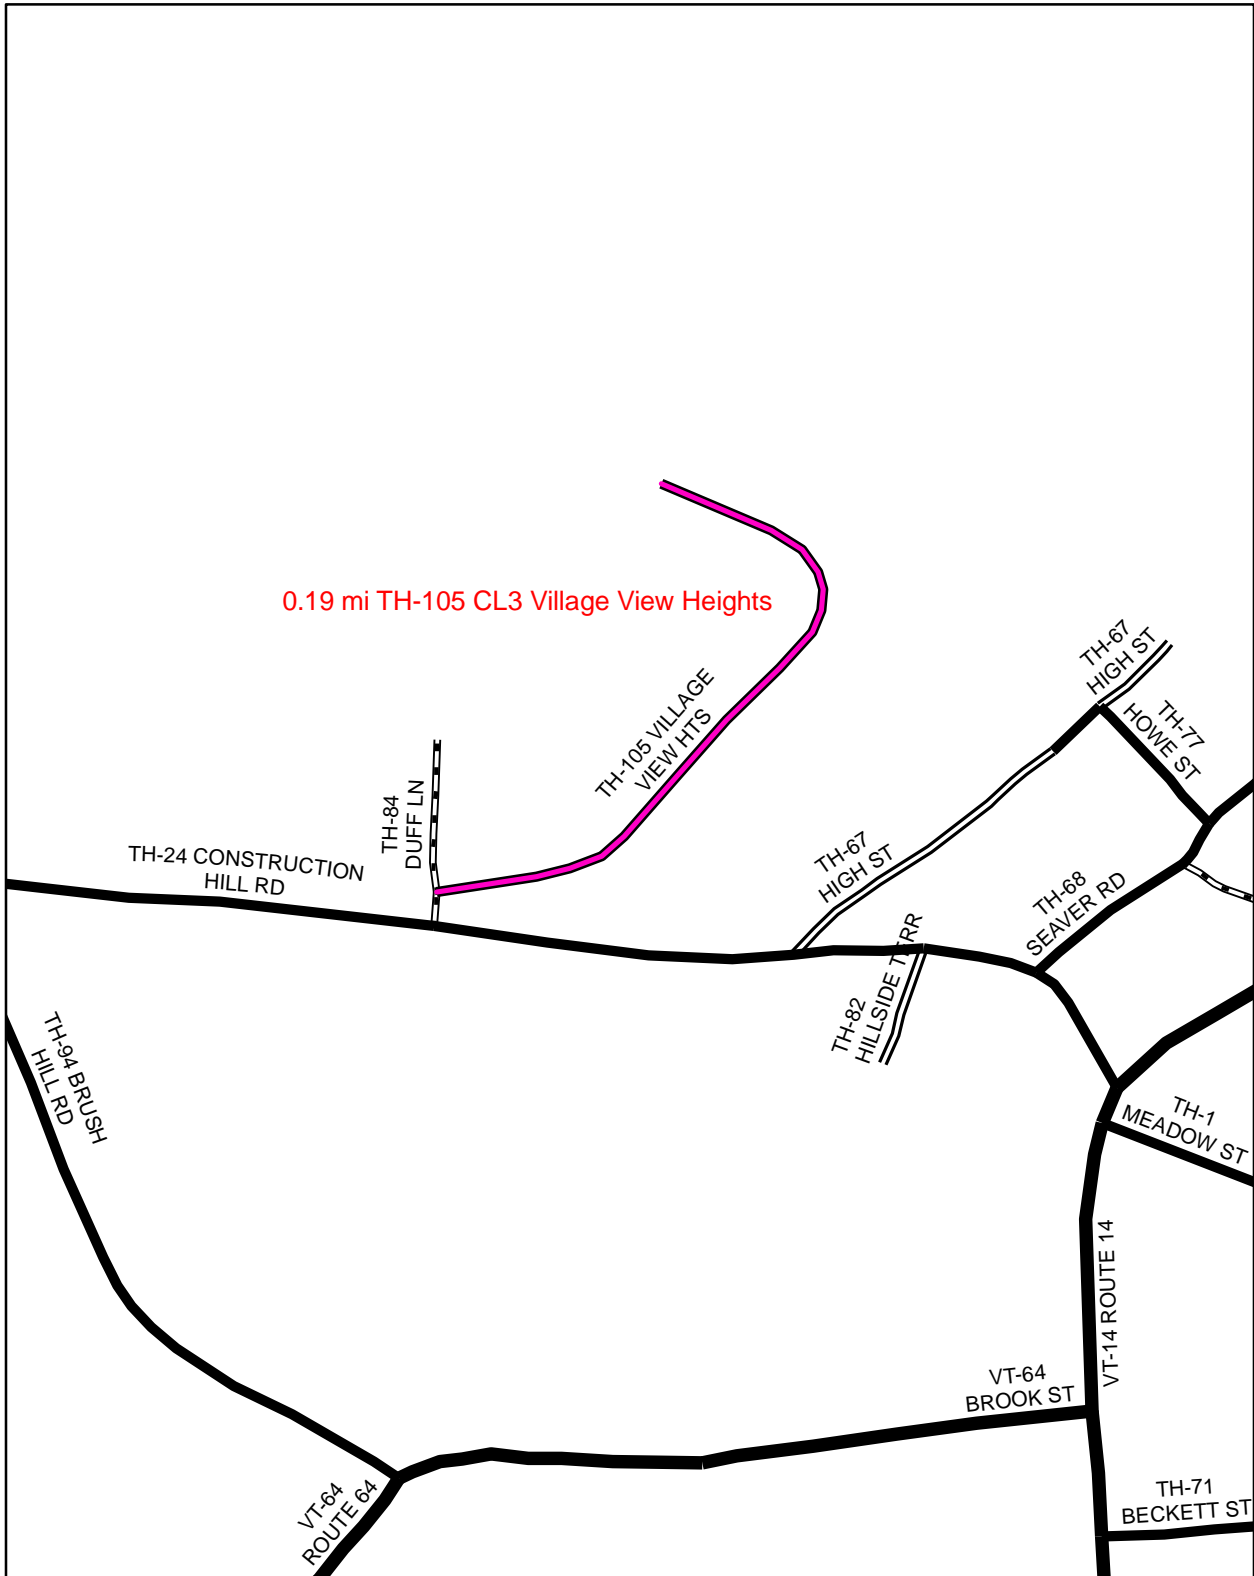 0.19 mi TH-105 CL3 Village View Heights
TH-67
HIGH ST
TH-77
HOWE ST
TH-105 VILLAGE
VIEW HTS
TH-84
DUFF LN
TH-24 CONSTRUCTION
HILL RD
TH-67
HIGH ST
TH-68
SEAVER RD
TH-82
HILLSIDE TERR
TH-94 BRUSH
HILL RD
TH-1
MEADOW ST
VT-14 ROUTE 14
VT-64
BROOK ST
VT-64
ROUTE 64
TH-71
BECKETT ST